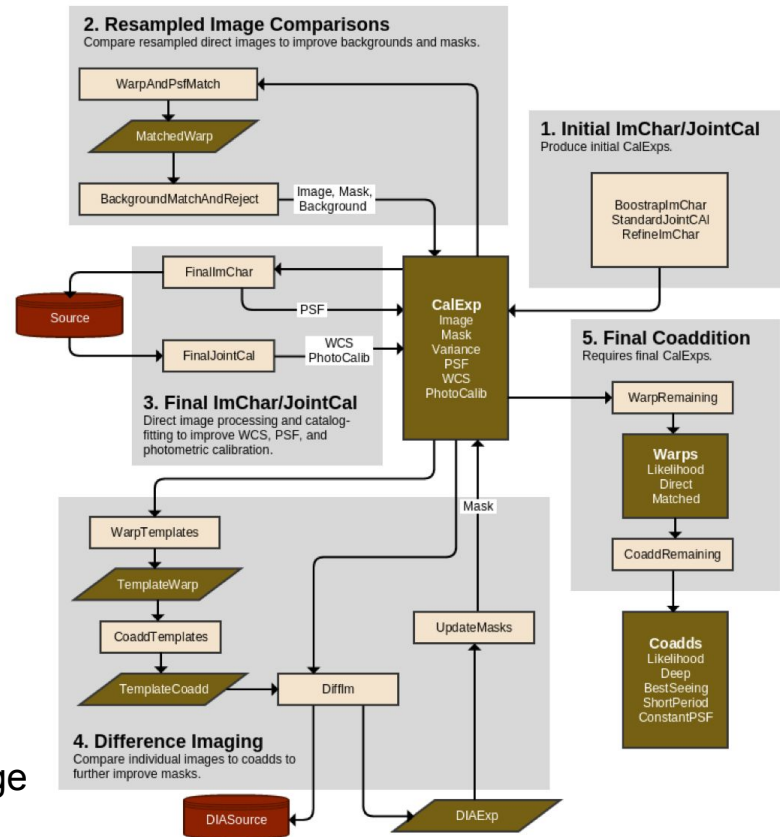 2. Resampled Image Comparisons
Compare resampled direct images to improve backgrounds and masks.
WarpAndPsfMatch
MatchedWarp
BackgroundMatchAndReject
Image, Mask,
Background
1. Initial ImChar/JointCal
Produce initial CalExps.
BoostrapImChar
StandardJointCAl
RefineImChar
FinalImChar
PSF
Source
FinalJointCal
WCS
PhotoCalib
3. Final ImChar/JointCal
Direct image processing and catalog-
fitting to improve WCS, PSF, and
photometric calibration.
CalExp
Image
Mask
Variance
PSF
WCS
PhotoCalib
5. Final Coaddition
Requires final CalExps.
WarpRemaining
Warps
Likelihood
Direct
Matched
CoaddRemaining
Coadds
Likelihood
Deep
BestSeeing
ShortPeriod
ConstantPSF
Mask
WarpTemplates
TemplateWarp
CoaddTemplates
TemplateCoadd
DiffIm
UpdateMasks
4. Difference Imaging
Compare individual images to coadds to
further improve masks.
DIASource
DIAExp